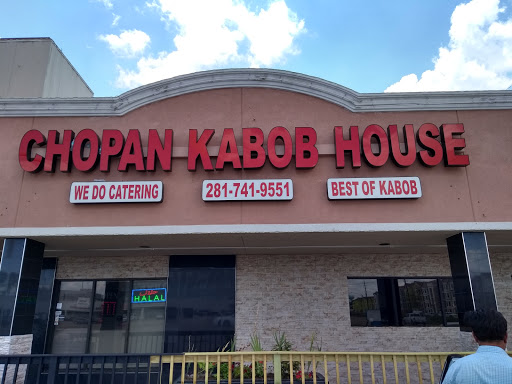 CHOPAN KABOB HOUSE
WE DO CATERING
281-741-9551
BEST OF KABOB
HALAL